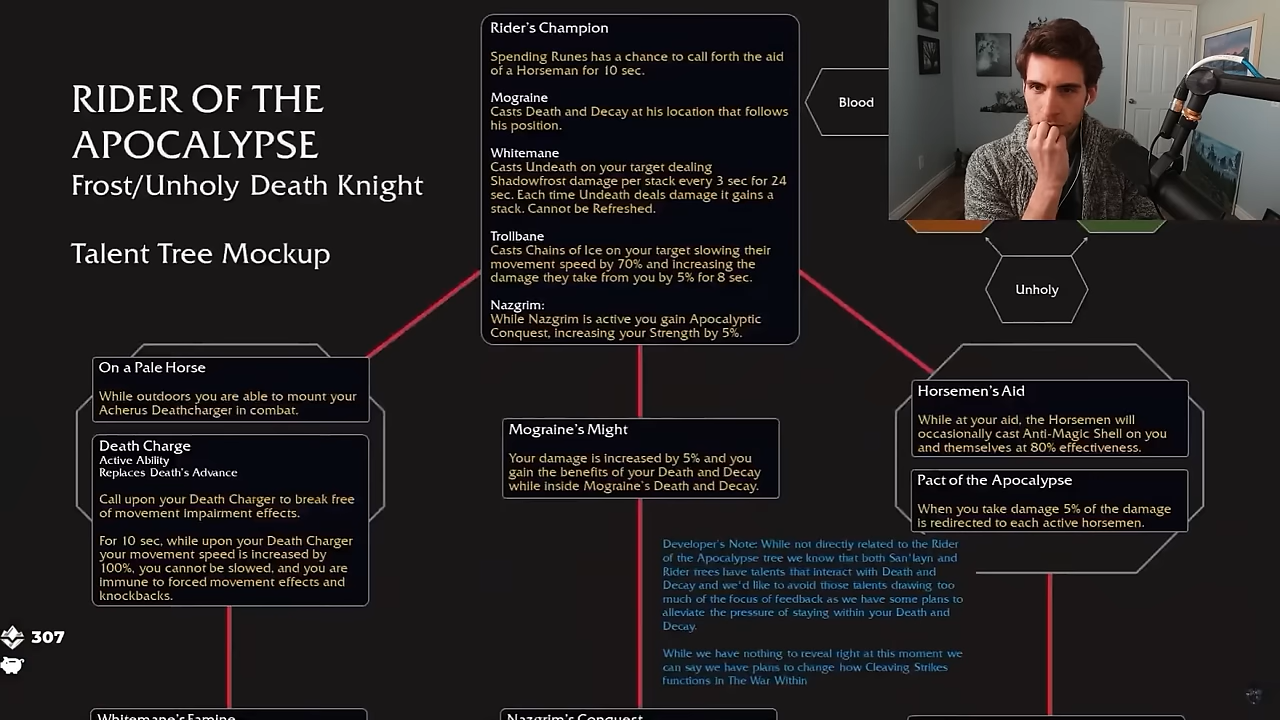 RIDER OF THE
APOCALYPSE
Frost/Unholy Death Knight
Talent Tree Mockup
Rider's Champion
Spending Runes has a chance to call forth the aid
of a Horseman for 10 sec.
Mograine
Casts Death and Decay at his location that follows
his position.
Whitemane
Casts Undeath on your target dealing
Shadowfrost damage per stack every 3 sec for 24
sec. Each time Undeath deals damage it gains a
stack. Cannot be Refreshed.
Trollbane
Casts Chains of Ice on your target slowing their
movement speed by 70% and increasing the
damage they take from you by 5% for 8 sec.
Nazgrim:
While Nazgrim is active you gain Apocalyptic
Conquest, increasing your Strength by 5%.
Blood
Unholy
On a Pale Horse
While outdoors you are able to mount your
Acherus Deathcharger in combat.
Death Charge
Active Ability
Replaces Death's Advance
Call upon your Death Charger to break free
of movement impairment effects.
For 10 sec, while upon your Death Charger
your movement speed is increased by
100%, you cannot be slowed, and you are
immune to forced movement effects and
knockbacks.
Mograine's Might
Your damage is increased by 5% and you
gain the benefits of your Death and Decay
while inside Mograine's Death and Decay.
Horsemen's Aid
While at your aid, the Horsemen will
occasionally cast Anti-Magic Shell on you
and themselves at 80% effectiveness.
Pact of the Apocalypse
When you take damage 5% of the damage
is redirected to each active horsemen.
Developer's Note: While not directly related to the Rider
of the Apocalypse tree we know that both San'layn and
Rider trees have talents that interact with Death and
Decay and we'd like to avoid those talents drawing too
much of the focus of feedback as we have some plans to
alleviate the pressure of staying within your Death and
Decay.
While we have nothing to reveal right at this moment we
can say we have plans to change how Cleaving Strikes
functions in The War Within
307
Whitemane's Famine
Nazgrim's Conquest